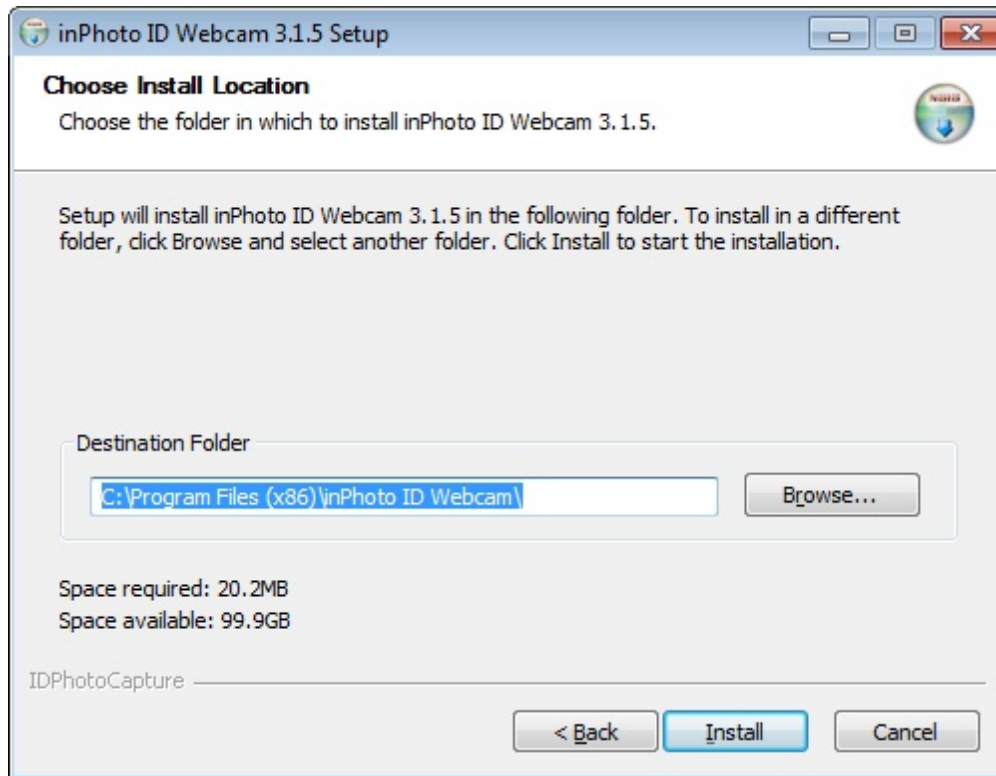 inPhoto ID Webcam 3.1.5 Setup
Choose Install Location
Choose the folder in which to install inPhoto ID Webcam 3.1.5.
Setup will install inPhoto ID Webcam 3.1.5 in the following folder. To install in a different
folder, click Browse and select another folder. Click Install to start the installation.
Destination Folder
C:\Program Files (x86)\inPhoto ID Webcam\
Browse...
Space required: 20.2MB
Space available: 99.9GB
IDPhotoCapture
< Back
Install
Cancel